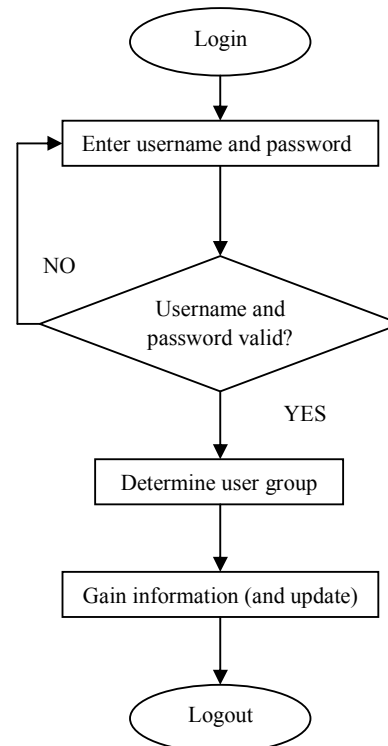 Login
Enter username and password
NO
Username and
password valid?
YES
Determine user group
Gain information (and update)
Logout